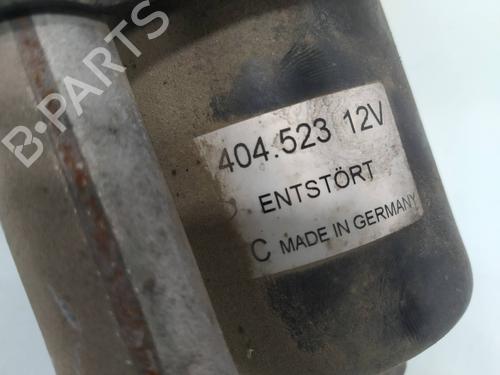 B-PARTS
404.523 12V
ENTSTÖRT
C MADE IN GERMANY